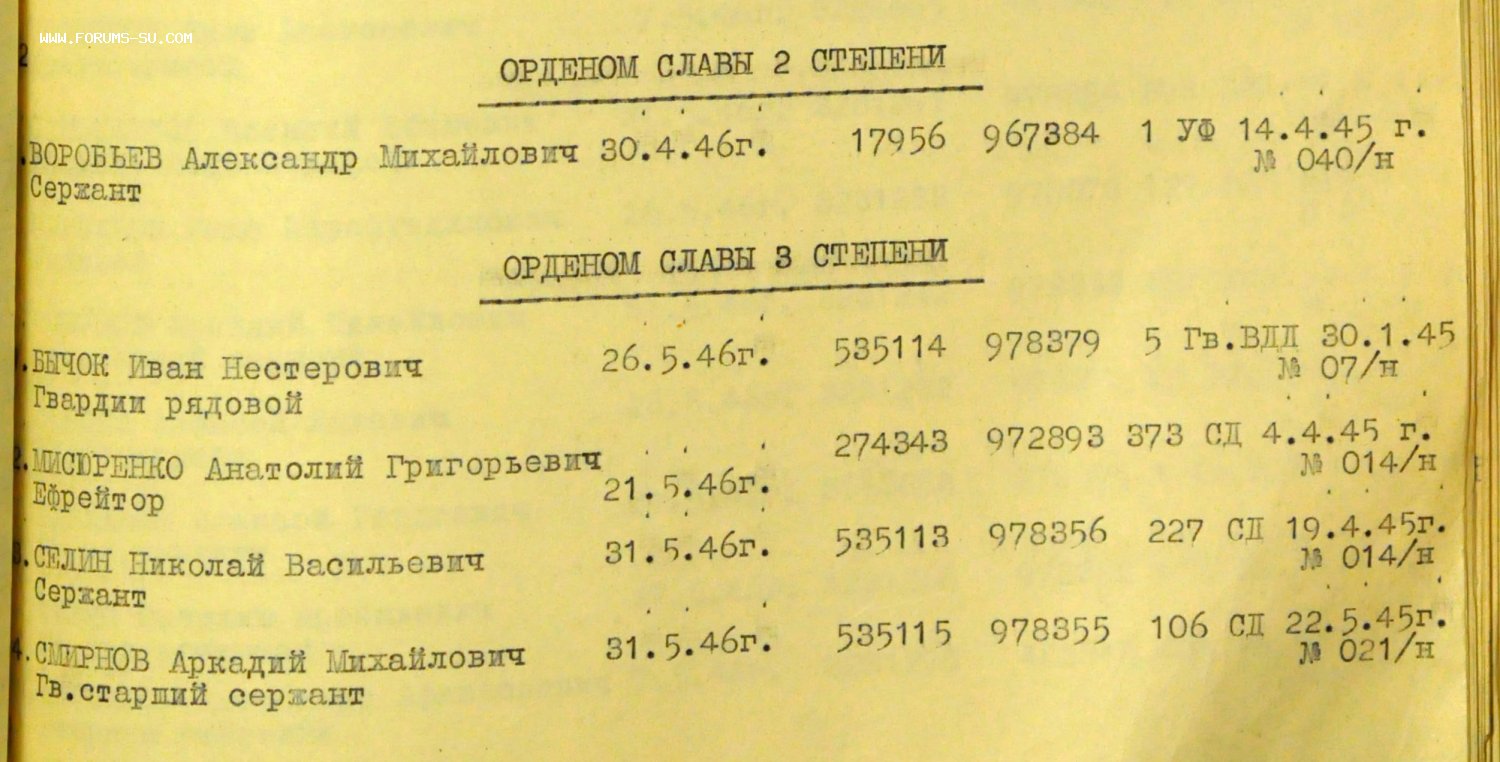 WWW.FORUMS-SU.COM
2
ОРДЕНОМ СЛАВЫ 2 СТЕПЕНИ
.ВОРОБЬЕВ Александр Михайлович 30.4.46г. 17956 967384 1 УФ 14.4.45 г.
Сержант № 040/н
ОРДЕНОМ СЛАВЫ 3 СТЕПЕНИ
.БЫЧОК Иван Нестерович 26.5.46г. 535114 978379 5 Гв.ВДД 30.1.45
Гвардии рядовой № 07/н
2.МИСЮРЕНКО Анатолий Григорьевич 274343 972893 373 СД 4.4.45 г.
Ефрейтор 21.5.46г. № 014/н
3.СЕЛИН Николай Васильевич 31.5.46г. 535113 978356 227 СД 19.4.45г.
Сержант № 014/н
4.СМИРНОВ Аркадий Михайлович 31.5.46г. 535115 978355 106 СД 22.5.45г.
Гв.старший сержант № 021/н